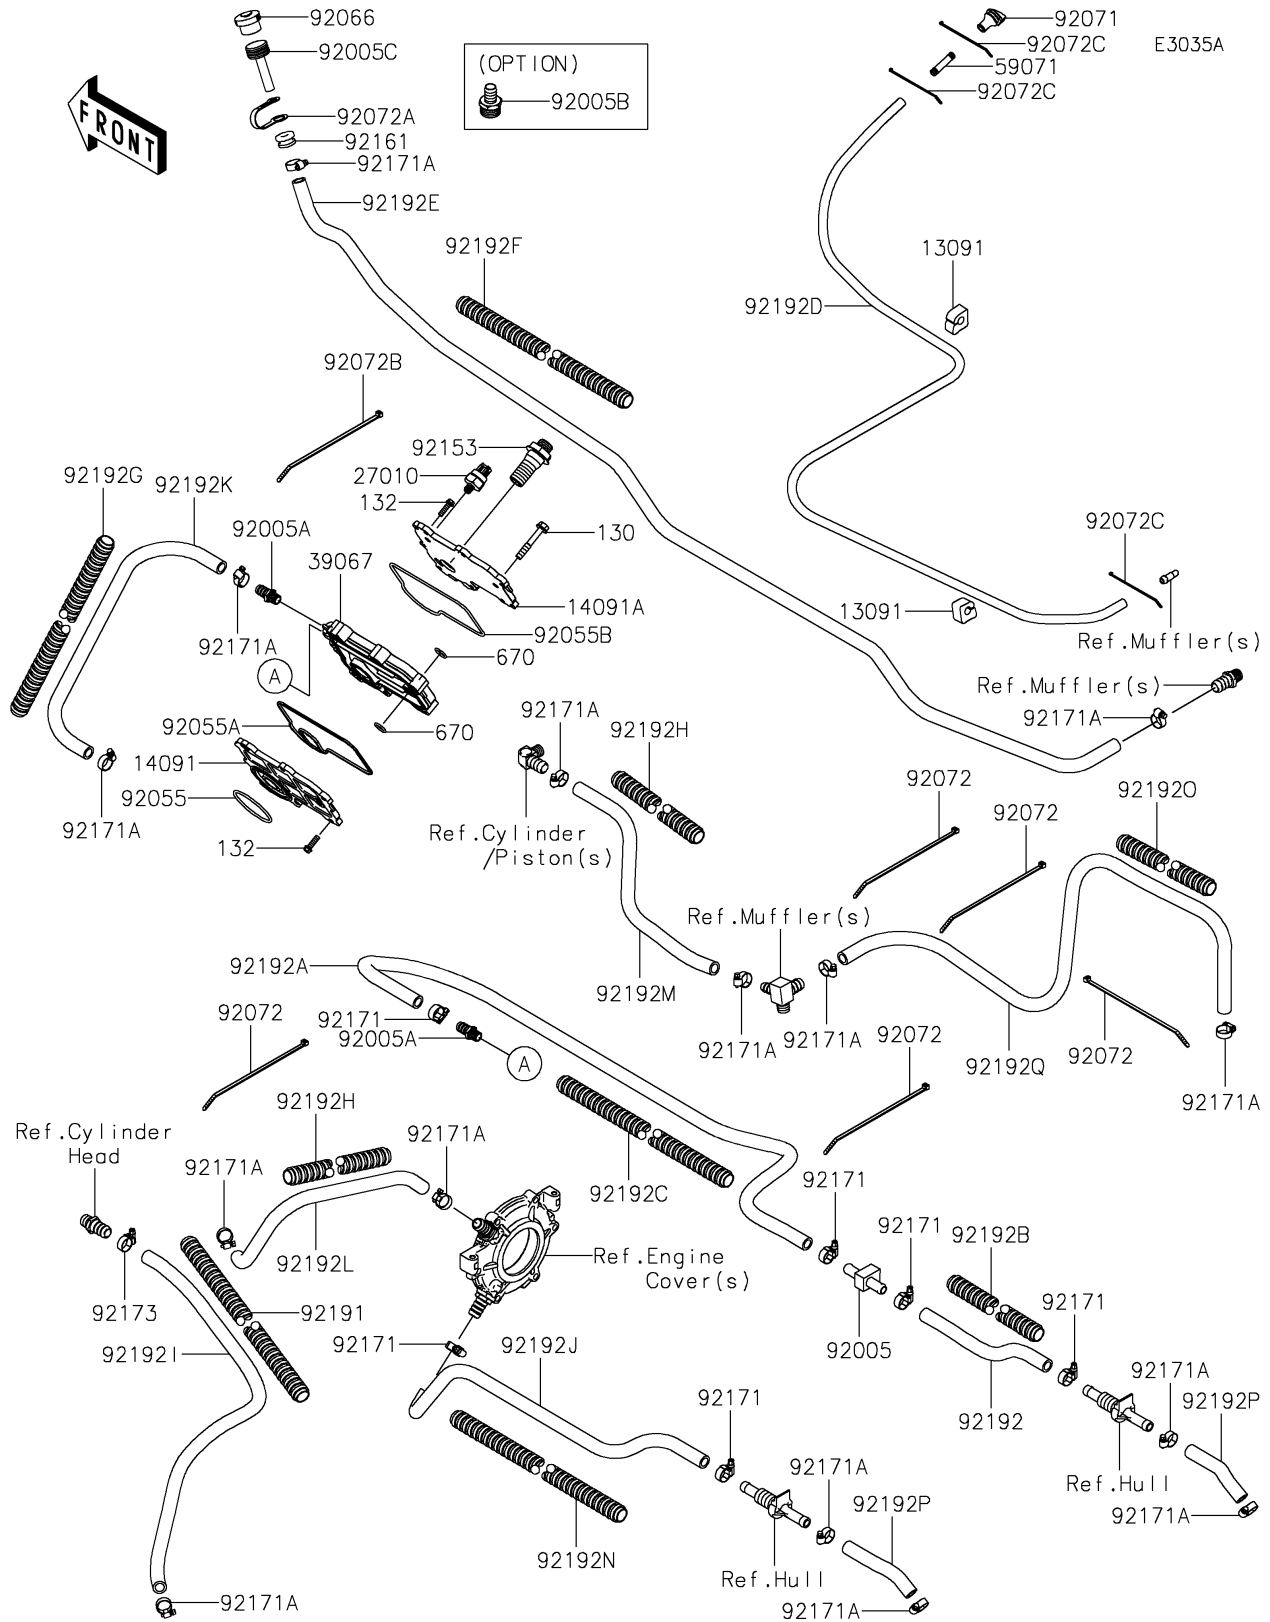 92066
92071
92005C
92072C
E3035A
(OPTION)
59071
92005B
92072C
FRONT
92072A
92161
92171A
92192E
92192F
13091
92192D
92072B
92153
27010
92192G
92192K
132
92072C
92005A
130
39067
14091A
13091
92055B
Ref.Muffler(s)
92171A
670
A
Ref.Muffler(s)
92171A
92171A
92055A
670
92192H
14091
92072
92192O
92055
92072
92171A
Ref.Cylinder
/Piston(s)
132
Ref.Muffler(s)
92192A
92192M
92072
92171
92005A
92171A
92171A
92072
92072
92192Q
A
92171A
92192H
Ref.Cylinder
Head
92171A
92171A
92171
92192C
92171
92192B
92192L
Ref.Engine
Cover(s)
92171
92173
92191
92171
92192J
92005
92192I
92171A
92192P
92171
92192
92171A
Ref.Hull
92192P
92171A
92192N
Ref.Hull
92171A
92171A